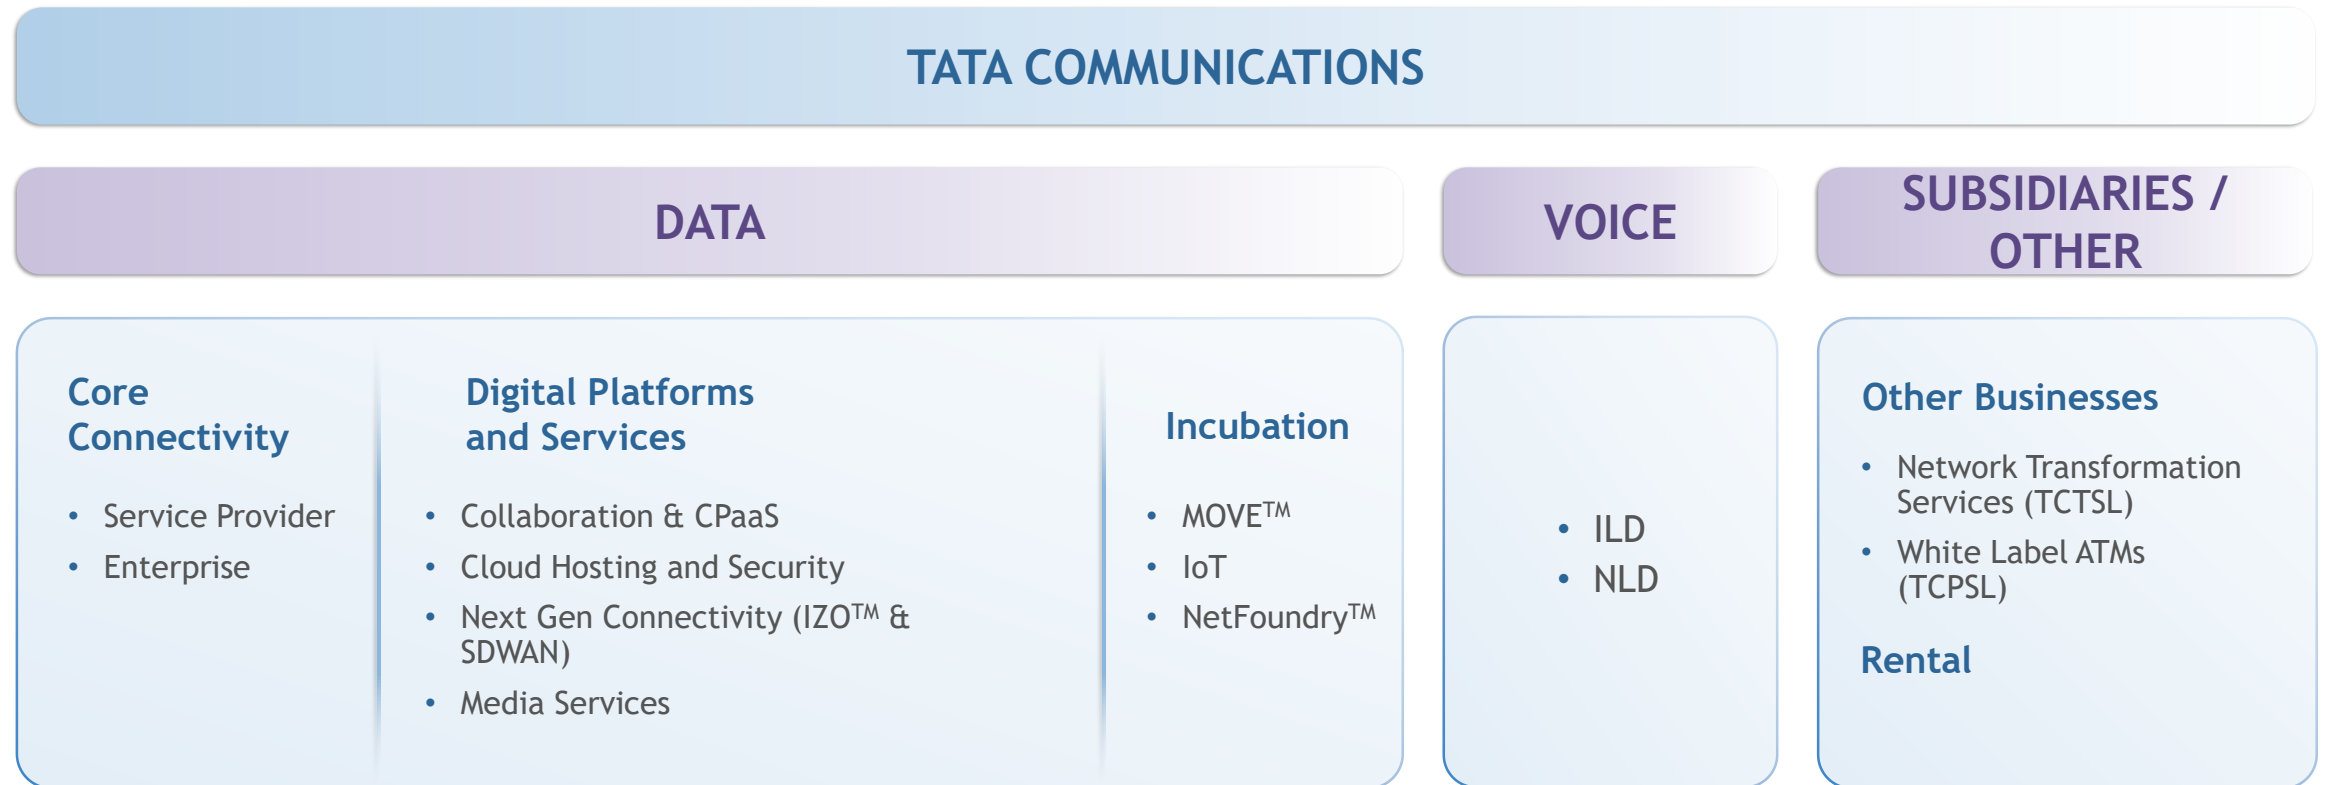 TATA COMMUNICATIONS
DATA
VOICE
SUBSIDIARIES /
OTHER
Core
Connectivity
• Service Provider
• Enterprise
Digital Platforms
and Services
• Collaboration & CPaaS
• Cloud Hosting and Security
• Next Gen Connectivity (IZO™ &
SDWAN)
• Media Services
Incubation
• MOVE™
• IoT
• NetFoundry™
• ILD
• NLD
Other Businesses
• Network Transformation
Services (TCTSL)
• White Label ATMs
(TCPSL)
Rental